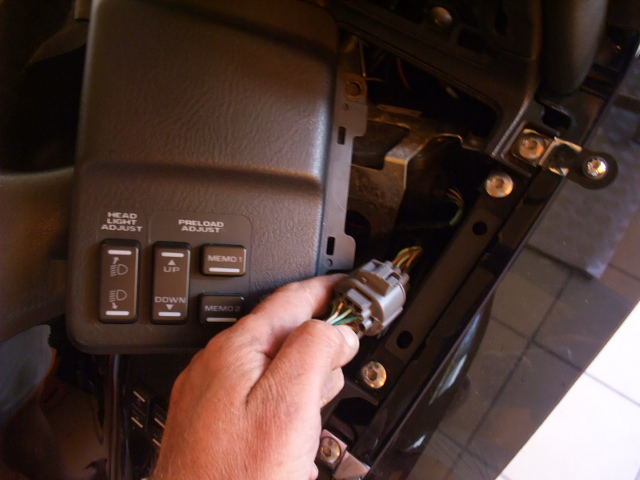 HEAD
LIGHT
ADJUST
PRELOAD
ADJUST
UP
DOWN
MEMO 1
MEMO 2